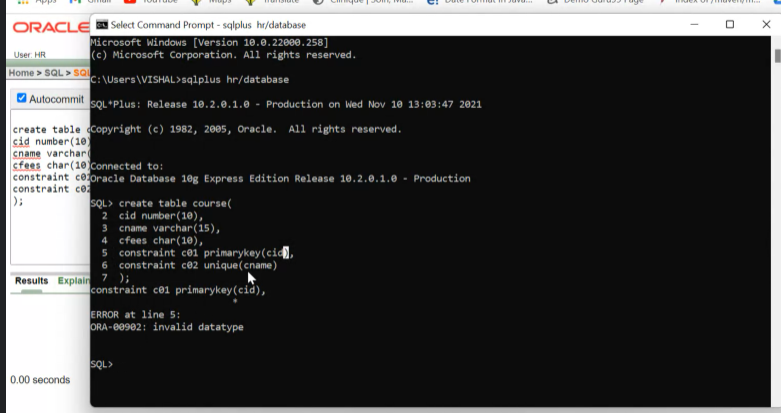 ORACLE
User: HR
Home > SQL > SQL
Autocommit
create table
cid number(10)
cname varchar(
cfees char(10)
constraint c01
constraint c02
);
Results Explain
0.00 seconds
Select Command Prompt - sqlplus hr/database
Microsoft Windows [Version 10.0.22000.258]
(c) Microsoft Corporation. All rights reserved.
C:\Users\VISHAL>sqlplus hr/database
SQL*Plus: Release 10.2.0.1.0 - Production on Wed Nov 10 13:03:47 2021
Copyright (c) 1982, 2005, Oracle.  All rights reserved.
Connected to:
Oracle Database 10g Express Edition Release 10.2.0.1.0 - Production
SQL> create table course(
2 cid number(10),
3 cname varchar(15),
4 cfees char(10),
5 constraint c01 primarykey(cid),
6 constraint c02 unique(cname)
7 );
constraint c01 primarykey(cid),
*
ERROR at line 5:
ORA-00902: invalid datatype
SQL>